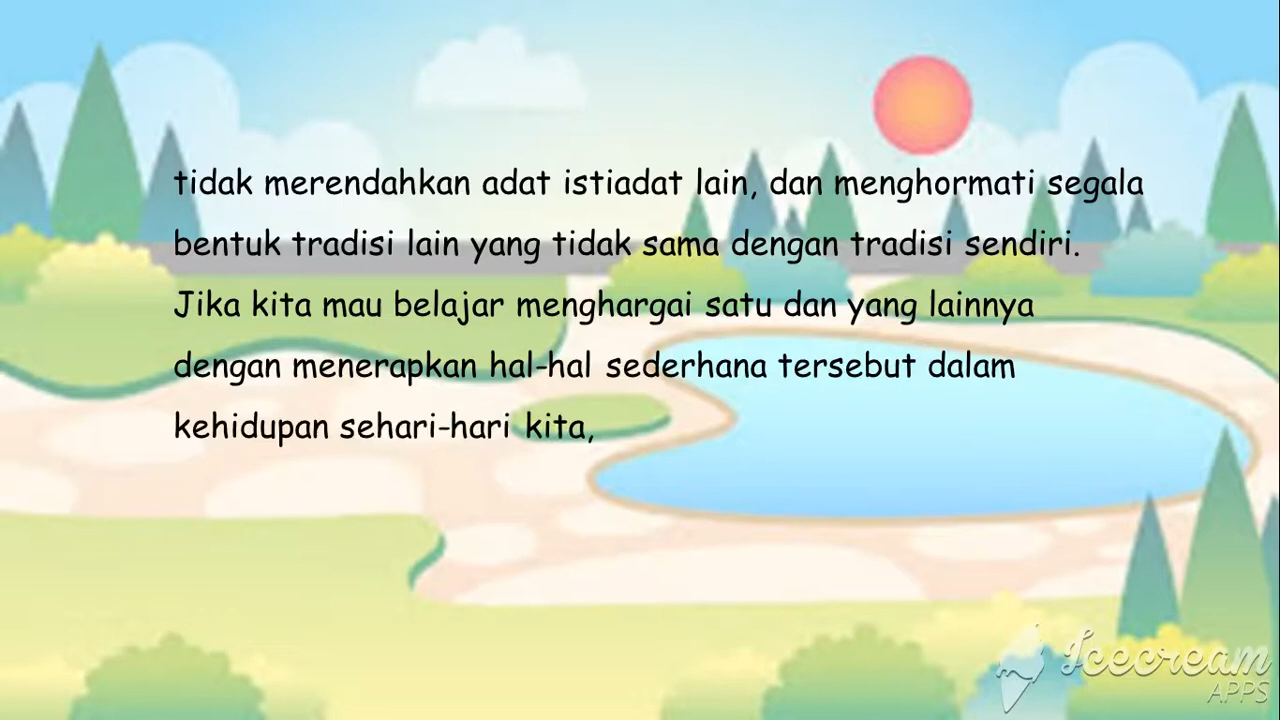 tidak merendahkan adat istiadat lain, dan menghormati segala
bentuk tradisi lain yang tidak sama dengan tradisi sendiri.
Jika kita mau belajar menghargai satu dan yang lainnya
dengan menerapkan hal-hal sederhana tersebut dalam
kehidupan sehari-hari kita,
Icecream
APPS